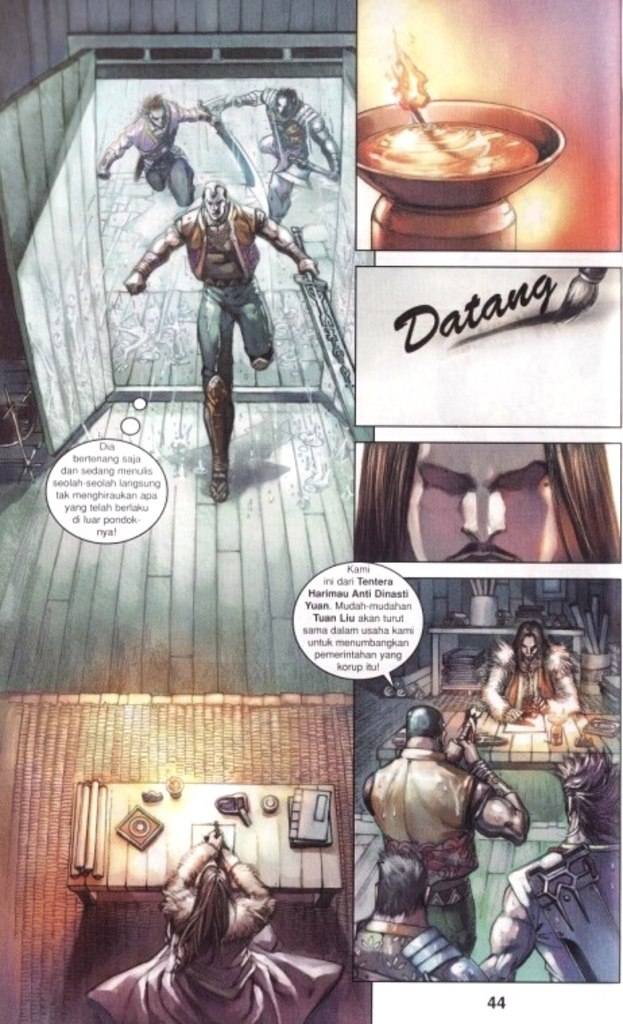 Datang
Dia
bertenang saja
dan sedang menulis
seolah-seolah langsung
tak menghiraukan apa
yang telah berlaku
di luar pondok-
nya!
Kami
ini dari Tentera
Harimau Anti Dinasti
Yuan. Mudah-mudahan
Tuan Liu akan turut
sama dalam usaha kami
untuk menumbangkan
pemerintahan yang
korup itu!
44